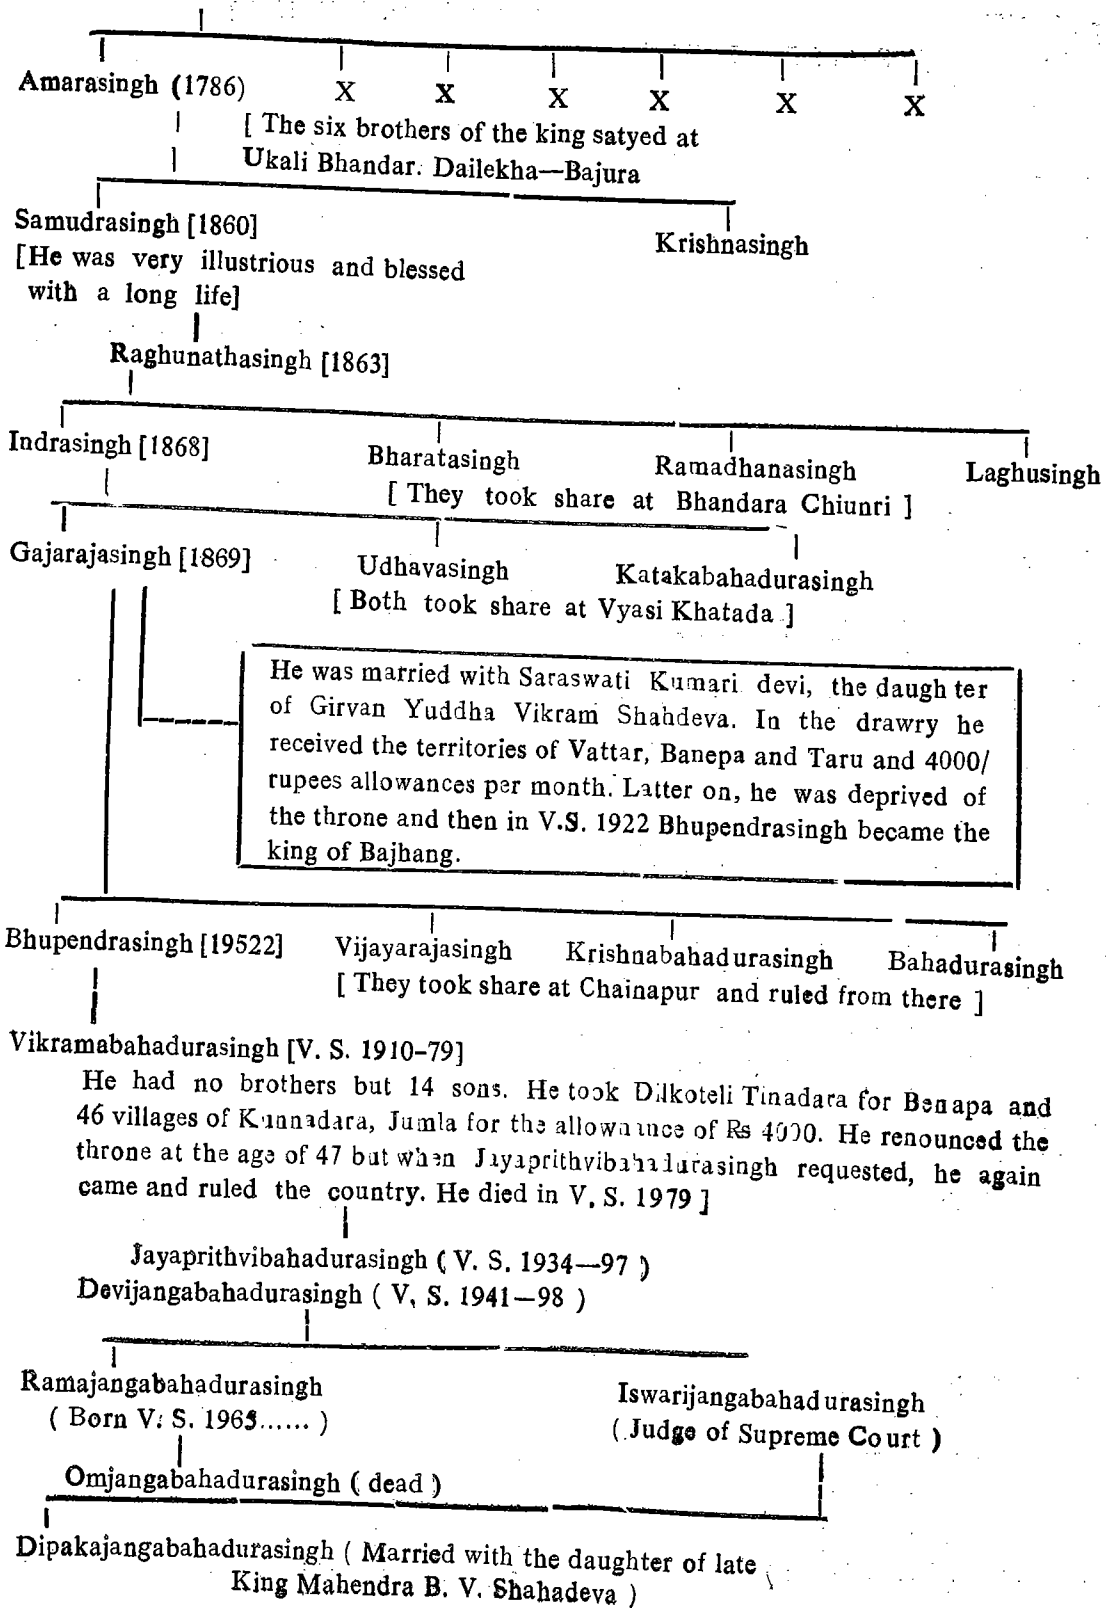 Amarasingh (1786) X X X X X X
[ The six brothers of the king satyed at
Ukali Bhandar. Dailekha—Bajura
Samudrasingh [1860] Krishnasingh
[He was very illustrious and blessed
with a long life]
Raghunathasingh [1863]
Indrasingh [1868] Bharatasingh Ramadhanasingh Laghusingh
[ They took share at Bhandara Chiunri ]
Gajarajasingh [1869] Udhavasingh Katakabahadurasingh
[ Both took share at Vyasi Khatada ]
He was married with Saraswati Kumari devi, the daughter
of Girvan Yuddha Vikram Shahdeva. In the drawry he
received the territories of Vattar, Banepa and Taru and 4000/
rupees allowances per month. Latter on, he was deprived of
the throne and then in V.S. 1922 Bhupendrasingh became the
king of Bajhang.
Bhupendrasingh [19522] Vijayarajasingh Krishnabahadurasingh Bahadurasingh
[ They took share at Chainapur and ruled from there ]
Vikramabahadurasingh [V. S. 1910-79]
He had no brothers but 14 sons. He took Dilkoteli Tinadara for Benapa and
46 villages of Kunnadara, Jumla for the allowaunce of Rs 4000. He renounced the
throne at the age of 47 but when Jayaprithvibahadurasingh requested, he again
came and ruled the country. He died in V. S. 1979 ]
Jayaprithvibahadurasingh ( V. S. 1934—97 )
Devijangabahadurasingh ( V. S. 1941—98 )
Ramajangabahadurasingh Iswarijangabahadurasingh
( Born V. S. 1965...... ) ( Judge of Supreme Court )
Omjangabahadurasingh ( dead )
Dipakajangabahadurasingh ( Married with the daughter of late
King Mahendra B. V. Shahadeva )